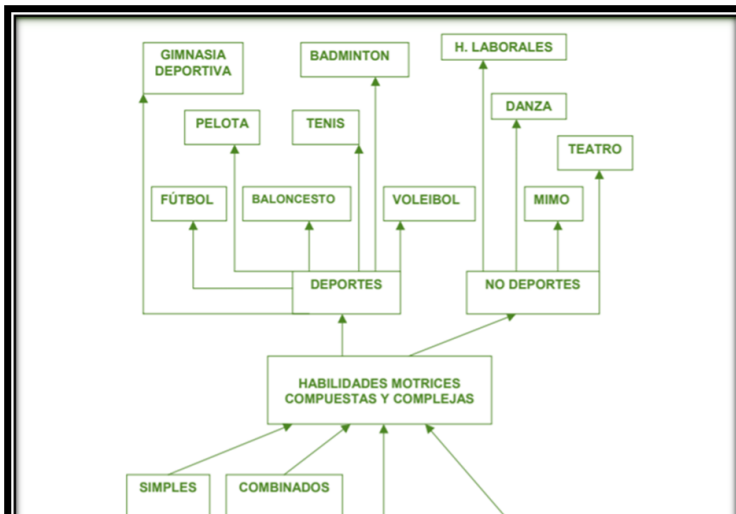 GIMNASIA
DEPORTIVA
BADMINTON
H. LABORALES
DANZA
PELOTA
TENIS
TEATRO
FÚTBOL
BALONCESTO
VOLEIBOL
MIMO
DEPORTES
NO DEPORTES
HABILIDADES MOTRICES
COMPUESTAS Y COMPLEJAS
SIMPLES
COMBINADOS